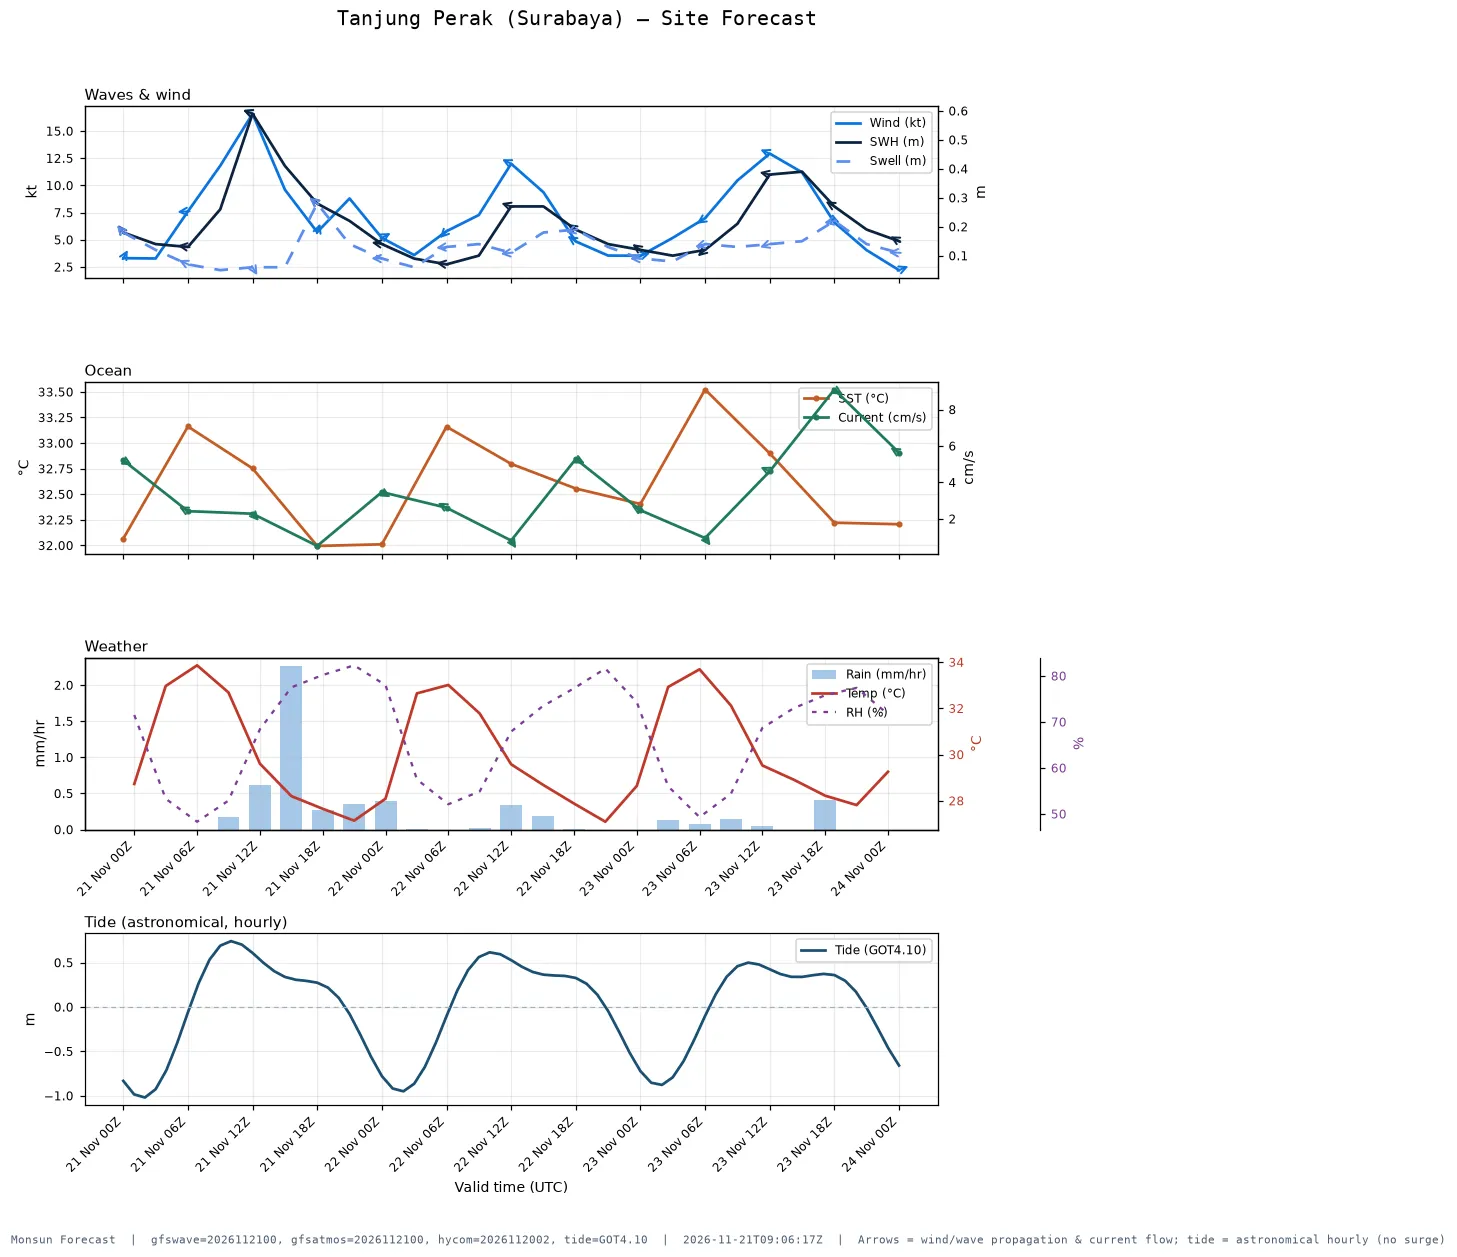 Tanjung Perak (Surabaya) — Site Forecast
Waves & wind
15.0
12.5
10.0
7.5
5.0
2.5
kt
0.6
0.5
0.4
0.3
0.2
0.1
m
Wind (kt)
SWH (m)
Swell (m)
Ocean
33.50
33.25
33.00
32.75
32.50
32.25
32.00
°C
8
6
4
2
cm/s
SST (°C)
Current (cm/s)
Weather
2.0
1.5
1.0
0.5
0.0
mm/hr
34
32
30
28
°C
80
70
60
50
%
Rain (mm/hr)
Temp (°C)
RH (%)
21 Nov 00Z
21 Nov 06Z
21 Nov 12Z
21 Nov 18Z
22 Nov 00Z
22 Nov 06Z
22 Nov 12Z
22 Nov 18Z
23 Nov 00Z
23 Nov 06Z
23 Nov 12Z
23 Nov 18Z
24 Nov 00Z
Tide (astronomical, hourly)
0.5
0.0
−0.5
−1.0
m
Tide (GOT4.10)
21 Nov 00Z
21 Nov 06Z
21 Nov 12Z
21 Nov 18Z
22 Nov 00Z
22 Nov 06Z
22 Nov 12Z
22 Nov 18Z
23 Nov 00Z
23 Nov 06Z
23 Nov 12Z
23 Nov 18Z
24 Nov 00Z
Valid time (UTC)
Monsun Forecast | gfswave=2026112100, gfsatmos=2026112100, hycom=2026112002, tide=GOT4.10 | 2026-11-21T09:06:17Z | Arrows = wind/wave propagation & current flow; tide = astronomical hourly (no surge)